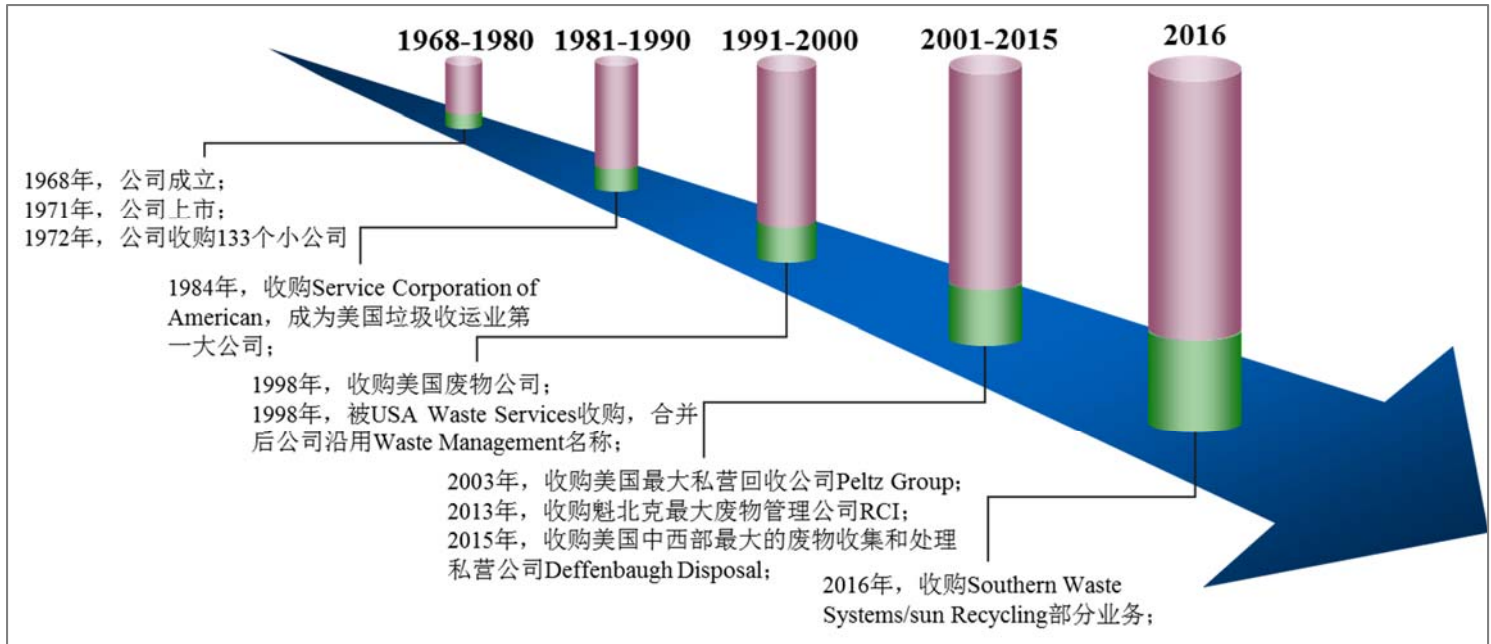 1968-1980
1981-1990
1991-2000
2001-2015
2016
1968年，公司成立；
1971年，公司上市；
1972年，公司收购133个小公司
1984年，收购Service Corporation of
American，成为美国垃圾收运业第
一大公司；
1998年，收购美国废物公司；
1998年，被USA Waste Services收购，合并
后公司沿用Waste Management名称；
2003年，收购美国最大私营回收公司Peltz Group；
2013年，收购魁北克最大废物管理公司RCI；
2015年，收购美国中西部最大的废物收集和处理
私营公司Deffenbaugh Disposal；
2016年，收购Southern Waste
Systems/sun Recycling部分业务；